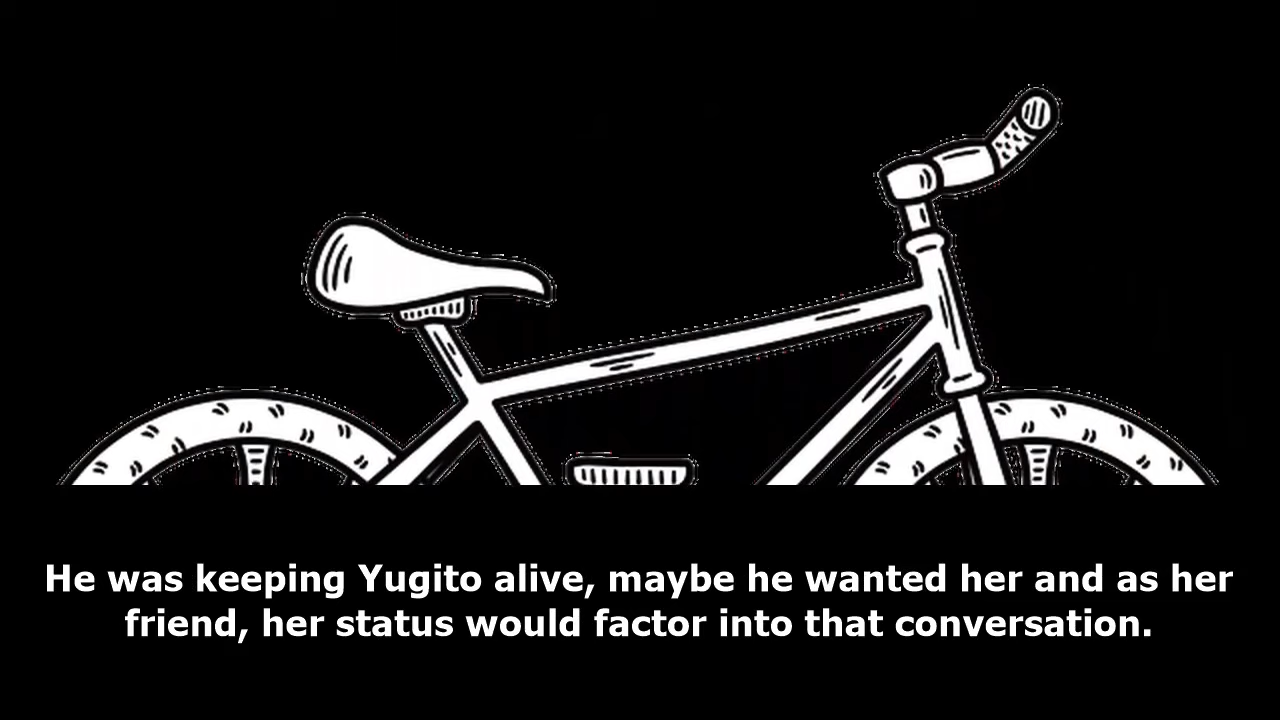 He was keeping Yugito alive, maybe he wanted her and as her
friend, her status would factor into that conversation.